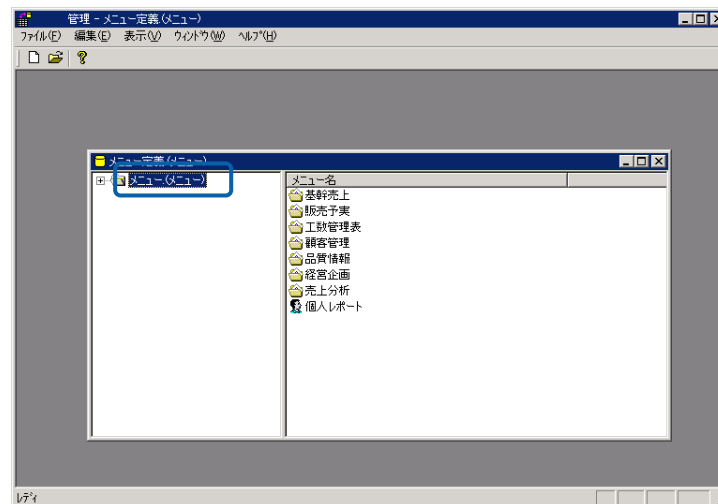 管理 - メニュー定義(メニュー)
ファイル(F) 編集(E) 表示(V) ウィンドウ(W) ヘルプ(H)
メニュー定義(メニュー)
メニュー(メニュー)
メニュー名
基幹売上
販売予実
工数管理表
顧客管理
品質情報
経営企画
売上分析
個人レポート
レディ